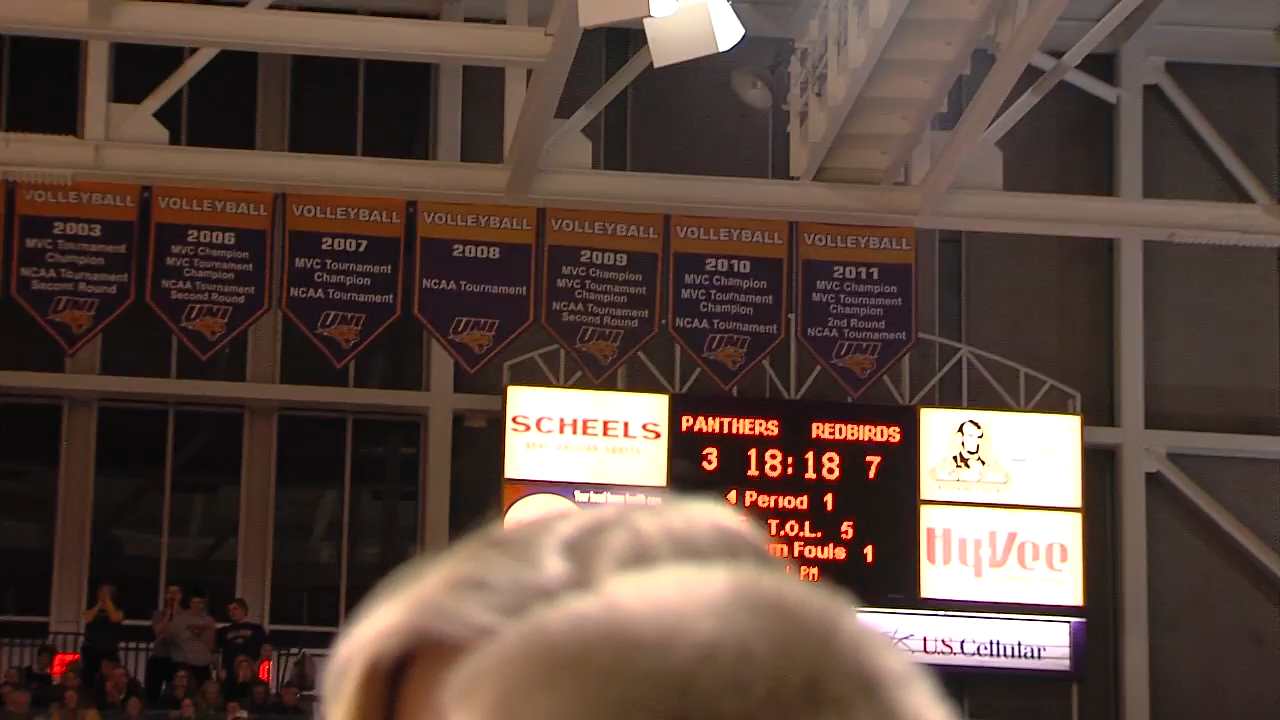 VOLLEYBALL
2003
MVC Tournament
Champion
NCAA Tournament
Second Round
UNI
VOLLEYBALL
2006
MVC Champion
MVC Tournament
Champion
NCAA Tournament
Second Round
UNI
VOLLEYBALL
2007
MVC Tournament
Champion
NCAA Tournament
UNI
VOLLEYBALL
2008
NCAA Tournament
UNI
VOLLEYBALL
2009
MVC Champion
MVC Tournament
Champion
NCAA Tournament
Second Round
UNI
VOLLEYBALL
2010
MVC Champion
MVC Tournament
Champion
NCAA Tournament
UNI
VOLLEYBALL
2011
MVC Champion
MVC Tournament
Champion
2nd Round
NCAA Tournament
UNI
SCHEELS
PANTHERS REDBIRDS
3 18:18 7
4 Period 1
T.O.L. 5
Fouls 1
PM
HyVee
U.S. Cellular